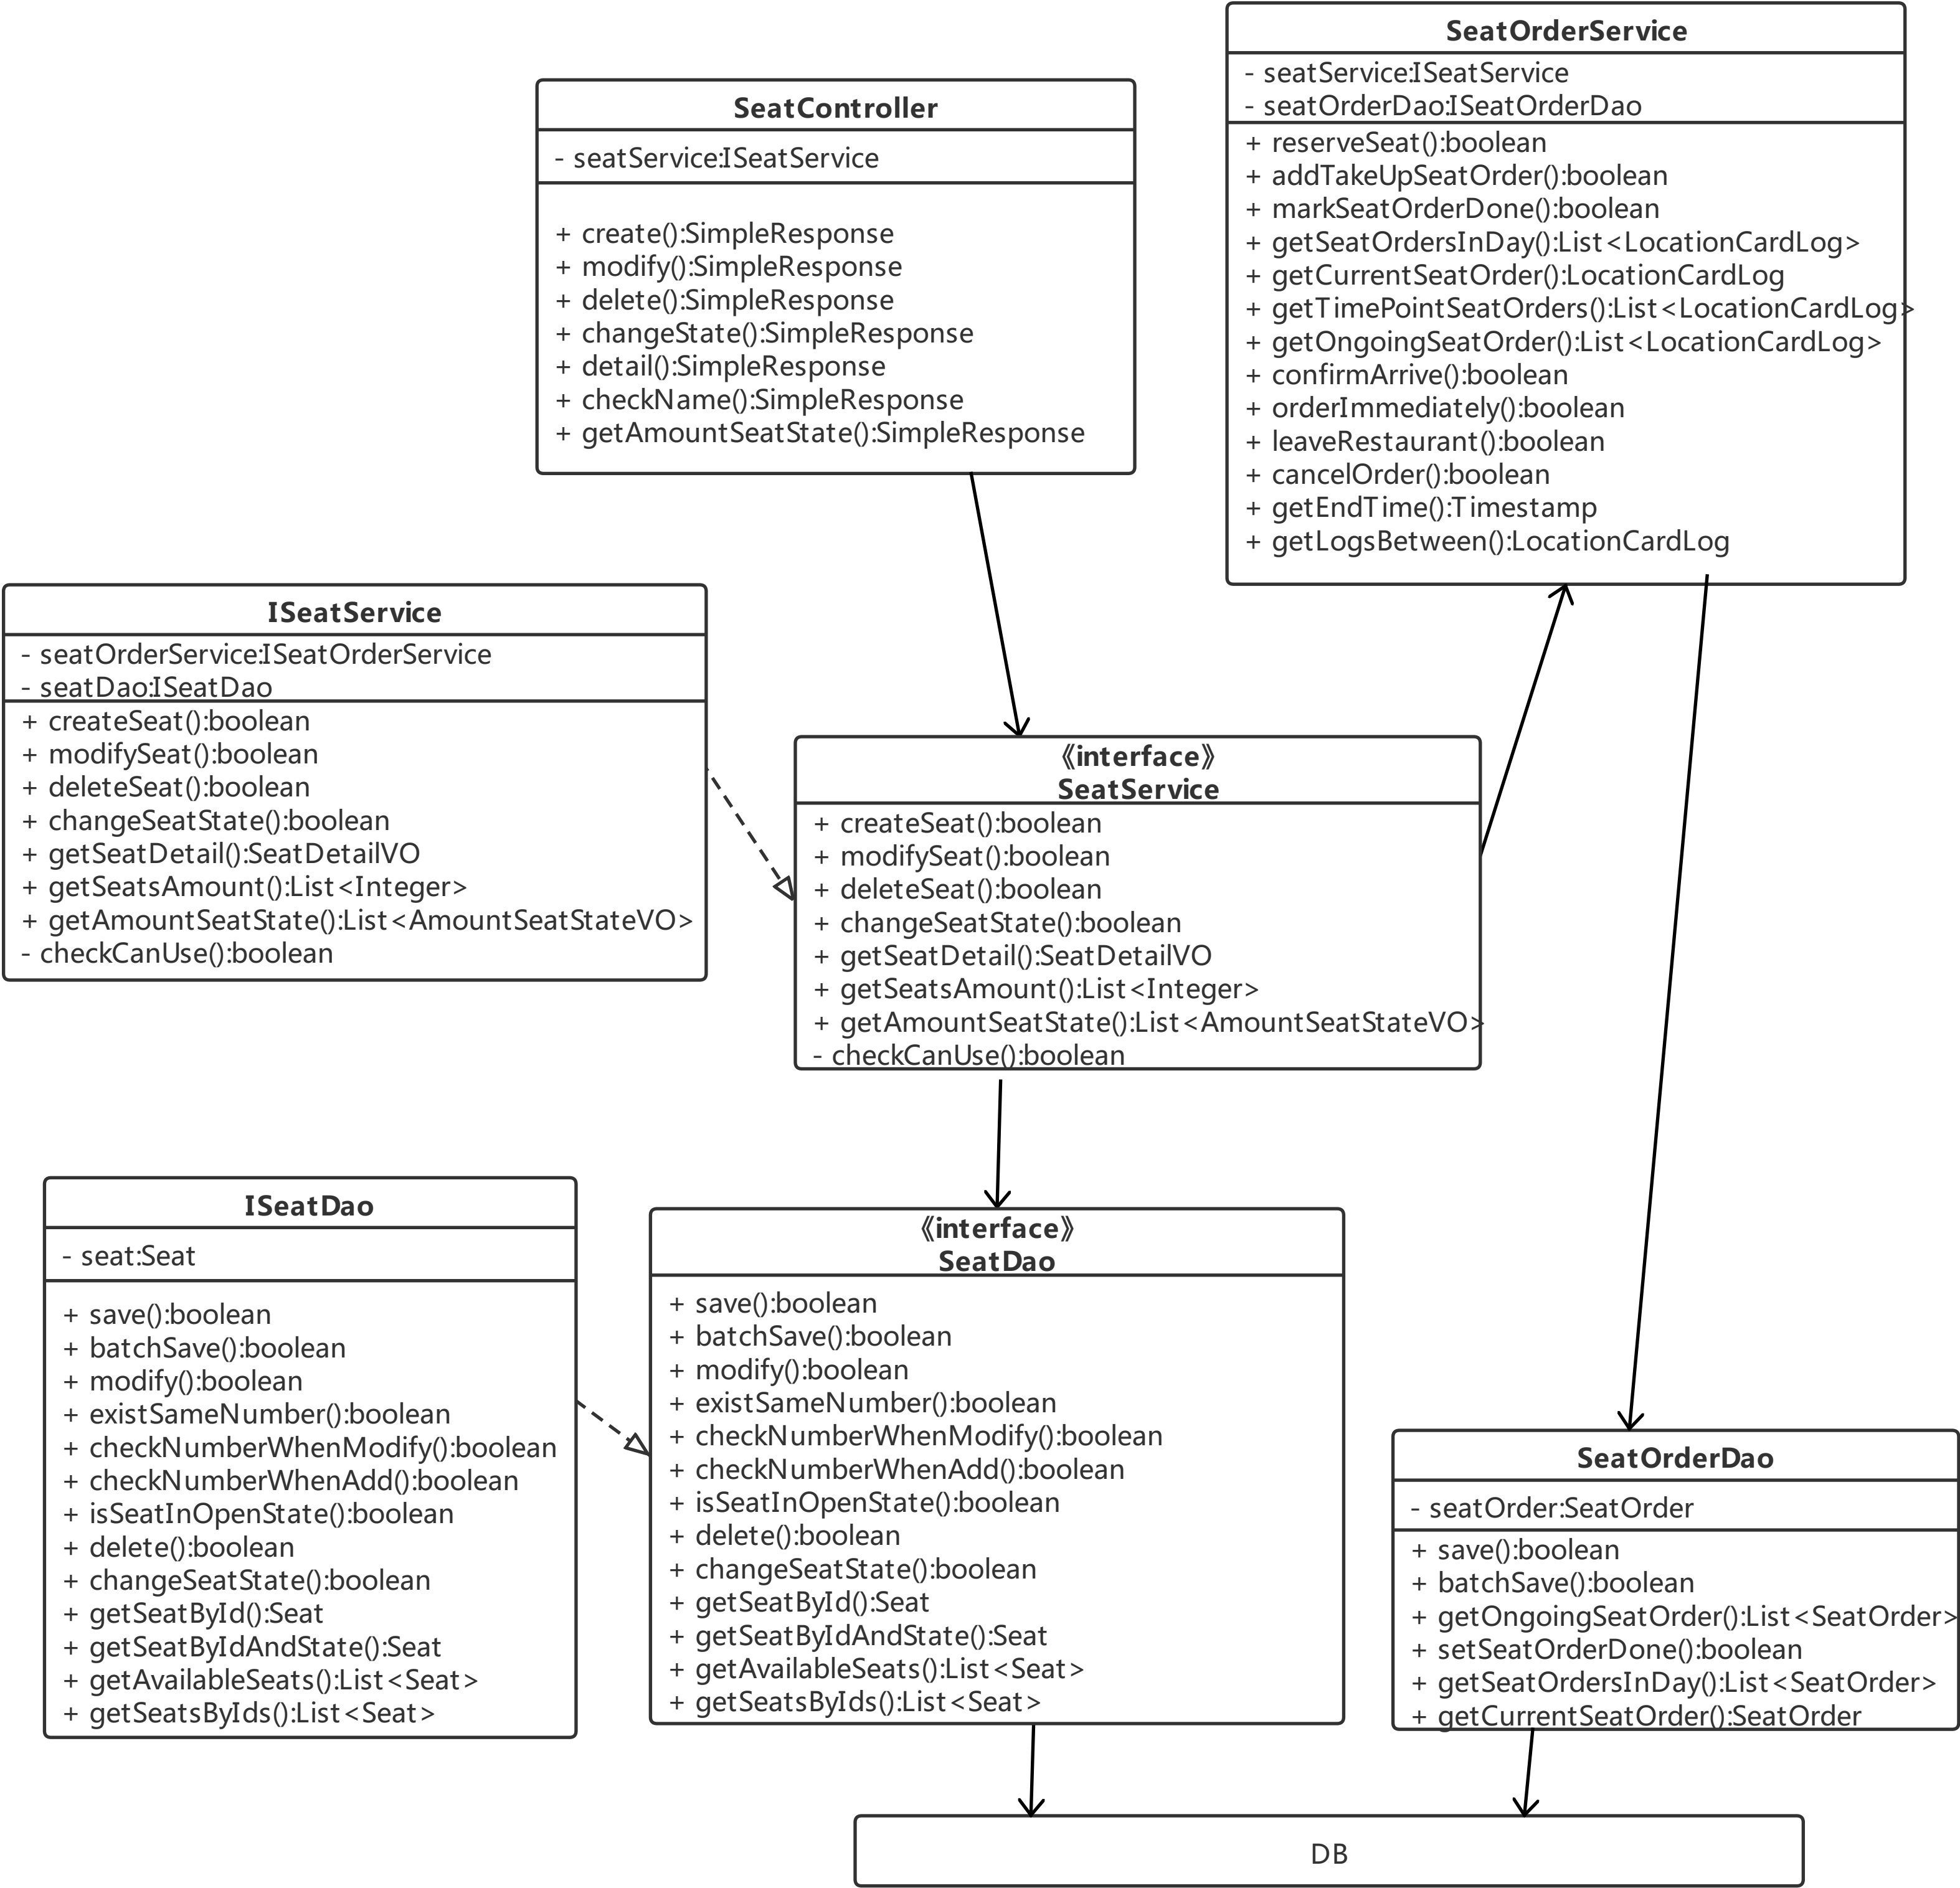 SeatOrderService
- seatService:ISeatService
- seatOrderDao:ISeatOrderDao
+ reserveSeat():boolean
+ addTakeUpSeatOrder():boolean
+ markSeatOrderDone():boolean
+ getSeatOrdersInDay():List<LocationCardLog>
+ getCurrentSeatOrder():LocationCardLog
+ getTimePointSeatOrders():List<LocationCardLog>
+ getOngoingSeatOrder():List<LocationCardLog>
+ confirmArrive():boolean
+ orderImmediately():boolean
+ leaveRestaurant():boolean
+ cancelOrder():boolean
+ getEndTime():Timestamp
+ getLogsBetween():LocationCardLog
SeatController
- seatService:ISeatService
+ create():SimpleResponse
+ modify():SimpleResponse
+ delete():SimpleResponse
+ changeState():SimpleResponse
+ detail():SimpleResponse
+ checkName():SimpleResponse
+ getAmountSeatState():SimpleResponse
ISeatService
- seatOrderService:ISeatOrderService
- seatDao:ISeatDao
+ createSeat():boolean
+ modifySeat():boolean
+ deleteSeat():boolean
+ changeSeatState():boolean
+ getSeatDetail():SeatDetailVO
+ getSeatsAmount():List<Integer>
+ getAmountSeatState():List<AmountSeatStateVO>
- checkCanUse():boolean
《interface》
SeatService
+ createSeat():boolean
+ modifySeat():boolean
+ deleteSeat():boolean
+ changeSeatState():boolean
+ getSeatDetail():SeatDetailVO
+ getSeatsAmount():List<Integer>
+ getAmountSeatState():List<AmountSeatStateVO>
- checkCanUse():boolean
ISeatDao
- seat:Seat
+ save():boolean
+ batchSave():boolean
+ modify():boolean
+ existSameNumber():boolean
+ checkNumberWhenModify():boolean
+ checkNumberWhenAdd():boolean
+ isSeatInOpenState():boolean
+ delete():boolean
+ changeSeatState():boolean
+ getSeatById():Seat
+ getSeatByIdAndState():Seat
+ getAvailableSeats():List<Seat>
+ getSeatsByIds():List<Seat>
《interface》
SeatDao
+ save():boolean
+ batchSave():boolean
+ modify():boolean
+ existSameNumber():boolean
+ checkNumberWhenModify():boolean
+ checkNumberWhenAdd():boolean
+ isSeatInOpenState():boolean
+ delete():boolean
+ changeSeatState():boolean
+ getSeatById():Seat
+ getSeatByIdAndState():Seat
+ getAvailableSeats():List<Seat>
+ getSeatsByIds():List<Seat>
SeatOrderDao
- seatOrder:SeatOrder
+ save():boolean
+ batchSave():boolean
+ getOngoingSeatOrder():List<SeatOrder>
+ setSeatOrderDone():boolean
+ getSeatOrdersInDay():List<SeatOrder>
+ getCurrentSeatOrder():SeatOrder
DB